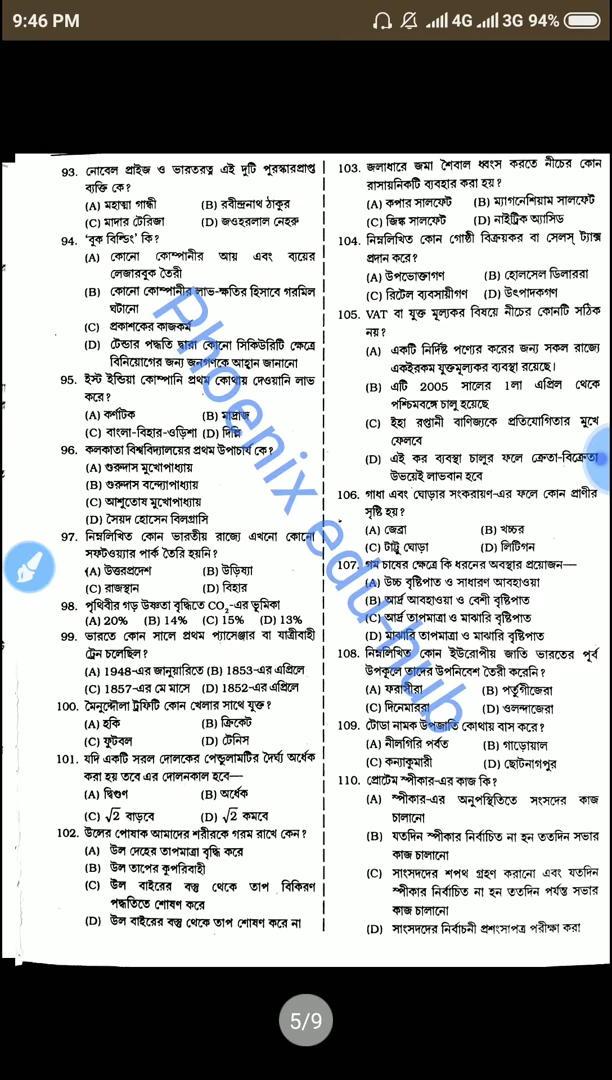 9:46 PM
4G 3G 94%
93. নোবেল প্রাইজ ও ভারতরত্ন এই দুটি পুরস্কারপ্রাপ্ত
ব্যক্তি কে?
(A) মহাত্মা গান্ধী (B) রবীন্দ্রনাথ ঠাকুর
(C) মাদার টেরিজা (D) জওহরলাল নেহরু
94. ‘বুক বিল্ডিং’ কি?
(A) কোনো কোম্পানীর আয় এবং ব্যয়ের
লেজারবুক তৈরী
(B) কোনো কোম্পানীর লাভ-ক্ষতির হিসাবে গরমিল
ঘটানো
(C) প্রকাশকের কাজকর্ম
(D) টেন্ডার পদ্ধতি দ্বারা কোনো সিকিউরিটি ক্ষেত্রে
বিনিয়োগের জন্য জনগণকে আহ্বান জানানো
95. ইস্ট ইন্ডিয়া কোম্পানি প্রথম কোথায় দেওয়ানি লাভ
করে?
(A) কর্ণাটক (B) মাদ্রাজ
(C) বাংলা-বিহার-ওড়িশা (D) দিল্লি
96. কলকাতা বিশ্ববিদ্যালয়ের প্রথম উপাচার্য কে?
(A) গুরুদাস মুখোপাধ্যায়
(B) গুরুদাস বন্দ্যোপাধ্যায়
(C) আশুতোষ মুখোপাধ্যায়
(D) সৈয়দ হোসেন বিলগ্রাসি
97. নিম্নলিখিত কোন ভারতীয় রাজ্যে এখনো কোনো
সফটওয়্যার পার্ক তৈরি হয়নি?
(A) উত্তরপ্রদেশ (B) উড়িষ্যা
(C) রাজস্থান (D) বিহার
98. পৃথিবীর গড় উষ্ণতা বৃদ্ধিতে CO₂-এর ভূমিকা
(A) 20% (B) 14% (C) 15% (D) 13%
99. ভারতে কোন সালে প্রথম প্যাসেঞ্জার বা যাত্রীবাহী
ট্রেন চলেছিল?
(A) 1948-এর জানুয়ারিতে (B) 1853-এর এপ্রিলে
(C) 1857-এর মে মাসে (D) 1852-এর এপ্রিলে
100. মৈনুদ্দৌলা ট্রফিটি কোন খেলার সাথে যুক্ত?
(A) হকি (B) ক্রিকেট
(C) ফুটবল (D) টেনিস
101. যদি একটি সরল দোলকের পেন্ডুলামটির দৈর্ঘ্য অর্ধেক
করা হয় তবে এর দোলনকাল হবে—
(A) দ্বিগুণ (B) অর্ধেক
(C) √2 বাড়বে (D) √2 কমবে
102. উলের পোষাক আমাদের শরীরকে গরম রাখে কেন?
(A) উল দেহের তাপমাত্রা বৃদ্ধি করে
(B) উল তাপের কুপরিবাহী
(C) উল বাইরের বস্তু থেকে তাপ বিকিরণ
পদ্ধতিতে শোষণ করে
(D) উল বাইরের বস্তু থেকে তাপ শোষণ করে না
103. জলাধারে জমা শৈবাল ধ্বংস করতে নীচের কোন
রাসায়নিকটি ব্যবহার করা হয়?
(A) কপার সালফেট (B) ম্যাগনেশিয়াম সালফেট
(C) জিঙ্ক সালফেট (D) নাইট্রিক অ্যাসিড
104. নিম্নলিখিত কোন গোষ্ঠী বিক্রয়কর বা সেলস্ ট্যাক্স
প্রদান করে?
(A) উপভোক্তাগণ (B) হোলসেল ডিলাররা
(C) রিটেল ব্যবসায়ীগণ (D) উৎপাদকগণ
105. VAT বা যুক্ত মূল্যকর বিষয়ে নীচের কোনটি সঠিক
নয়?
(A) একটি নির্দিষ্ট পণ্যের করের জন্য সকল রাজ্যে
একইরকম যুক্তমূল্যকর ব্যবস্থা রয়েছে।
(B) এটি 2005 সালের 1লা এপ্রিল থেকে
পশ্চিমবঙ্গে চালু হয়েছে
(C) ইহা রপ্তানী বাণিজ্যকে প্রতিযোগিতার মুখে
ফেলবে
(D) এই কর ব্যবস্থা চালুর ফলে ক্রেতা-বিক্রেতা
উভয়েই লাভবান হবে
106. গাধা এবং ঘোড়ার সংকরায়ণ-এর ফলে কোন প্রাণীর
সৃষ্টি হয়?
(A) জেব্রা (B) খচ্চর
(C) টাট্টু ঘোড়া (D) লিটিগন
107. গম চাষের ক্ষেত্রে কি ধরনের অবস্থার প্রয়োজন—
(A) উচ্চ বৃষ্টিপাত ও সাধারণ আবহাওয়া
(B) আর্দ্র আবহাওয়া ও বেশী বৃষ্টিপাত
(C) আর্দ্র তাপমাত্রা ও মাঝারি বৃষ্টিপাত
(D) মাঝারি তাপমাত্রা ও মাঝারি বৃষ্টিপাত
108. নিম্নলিখিত কোন ইউরোপীয় জাতি ভারতের পূর্ব
উপকূলে তাদের উপনিবেশ তৈরী করেনি?
(A) ফরাসীরা (B) পর্তুগীজেরা
(C) দিনেমাররা (D) ওলন্দাজেরা
109. টোডা নামক উপজাতি কোথায় বাস করে?
(A) নীলগিরি পর্বত (B) গাড়োয়াল
(C) কন্যাকুমারী (D) ছোটনাগপুর
110. প্রোটেম স্পীকার-এর কাজ কি?
(A) স্পীকার-এর অনুপস্থিতিতে সংসদের কাজ
চালানো
(B) যতদিন স্পীকার নির্বাচিত না হন ততদিন সভার
কাজ চালানো
(C) সাংসদদের শপথ গ্রহণ করানো এবং যতদিন
স্পীকার নির্বাচিত না হন ততদিন পর্যন্ত সভার
কাজ চালানো
(D) সাংসদদের নির্বাচনী প্রশংসাপত্র পরীক্ষা করা
Phoenix edu-hub
5/9